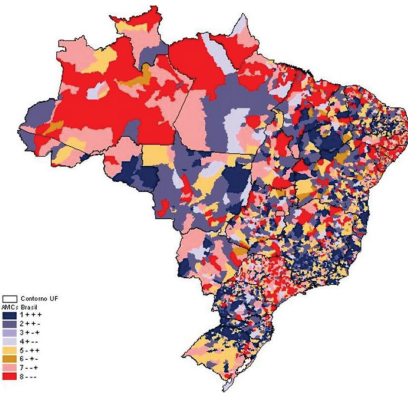 Contorno UF
AMCs Brasil
1 + + +
2 + + -
3 + - +
4 + - -
5 - + +
6 - + -
7 - - +
8 - - -